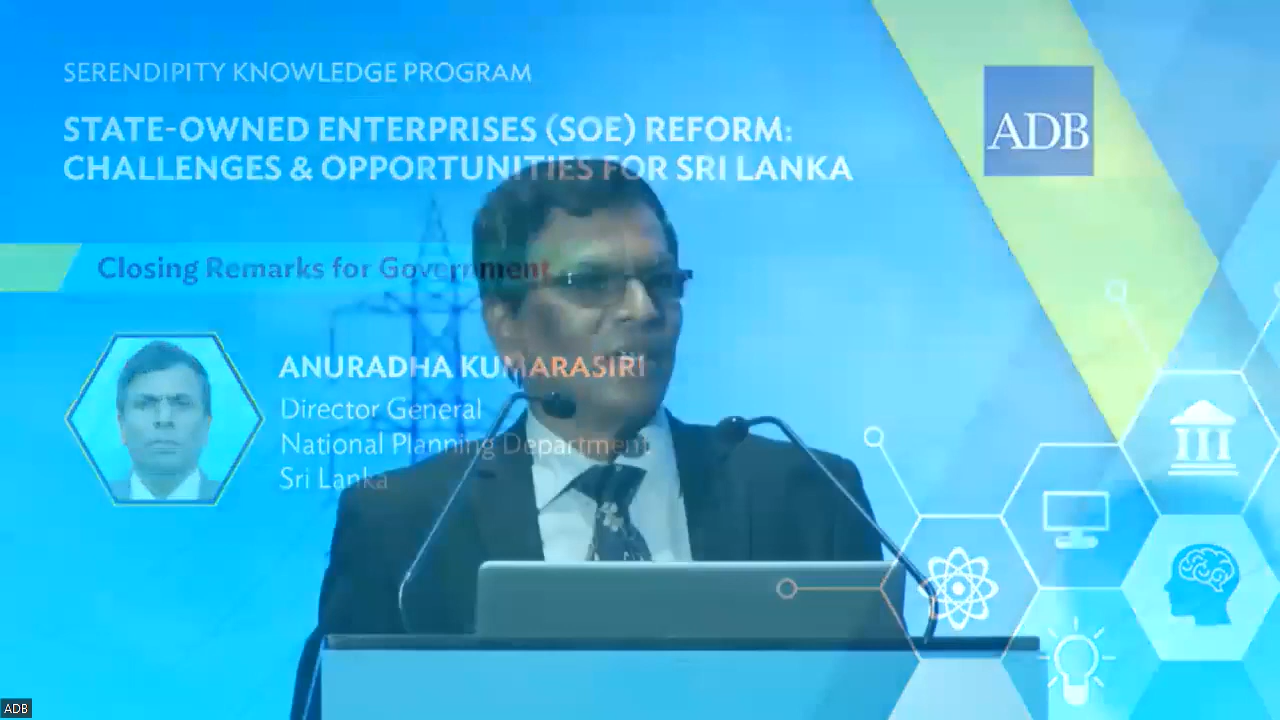 SERENDIPITY KNOWLEDGE PROGRAM
STATE-OWNED ENTERPRISES (SOE) REFORM:
CHALLENGES & OPPORTUNITIES FOR SRI LANKA
ADB
Closing Remarks for Government
ANURADHA KUMARASIRI
Director General
National Planning Department
Sri Lanka
ADB